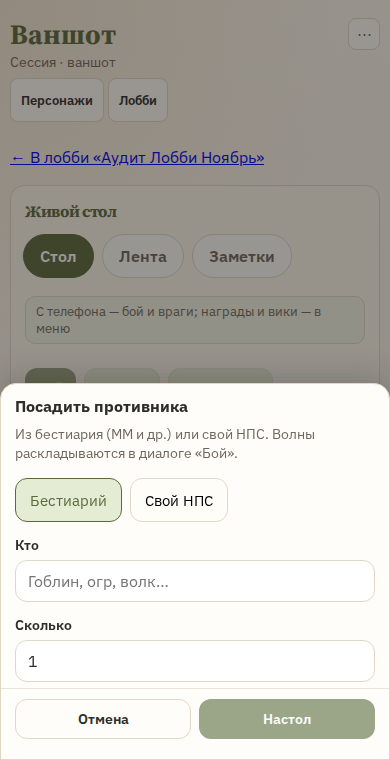 Ваншот
...
Сессия · ваншот
Персонажи
Лобби
← В лобби «Аудит Лобби Ноябрь»
Живой стол
Стол
Лента
Заметки
С телефона — бой и враги; награды и вики — в
меню
Посадить противника
Из бестиария (ММ и др.) или свой НПС. Волны
раскладываются в диалоге «Бой».
Бестиарий
Свой НПС
Кто
Гоблин, огр, волк...
Сколько
1
Отмена
Настол